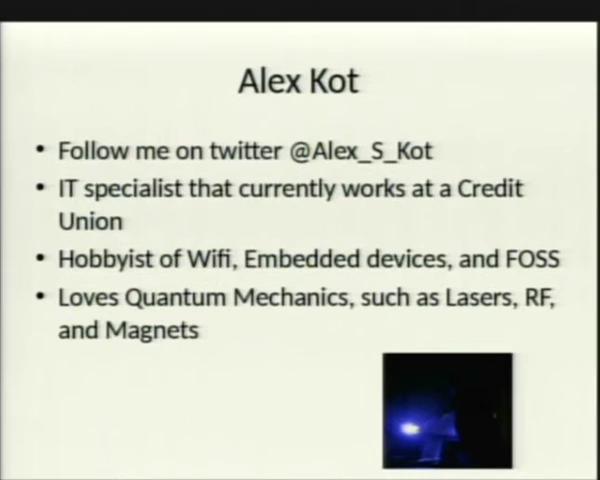 Alex Kot
• Follow me on twitter @Alex_S_Kot
• IT specialist that currently works at a Credit
Union
• Hobbyist of Wifi, Embedded devices, and FOSS
• Loves Quantum Mechanics, such as Lasers, RF,
and Magnets